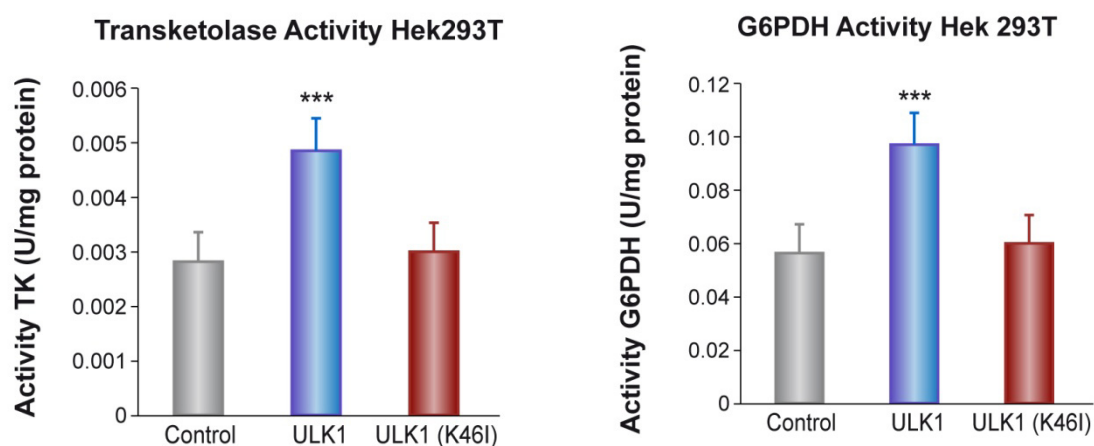 Transketolase Activity Hek293T
Activity TK (U/mg protein)
0.006
0.005
0.004
0.003
0.002
0.001
0
***
Control
ULK1
ULK1 (K46I)
G6PDH Activity Hek 293T
Activity G6PDH (U/mg protein)
0.12
0.10
0.08
0.06
0.04
0.02
0
***
Control
ULK1
ULK1 (K46I)